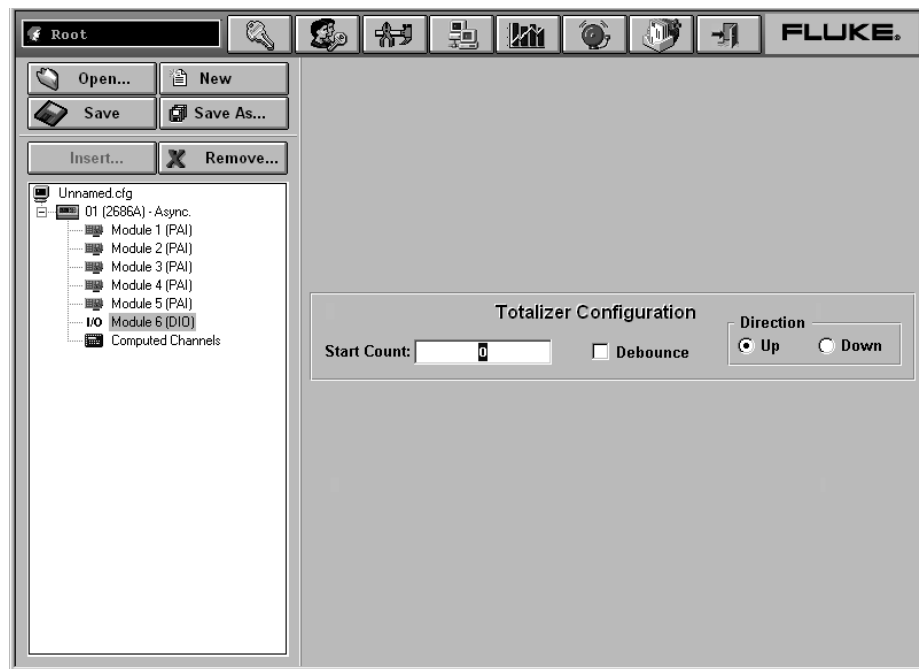 Root
FLUKE®
Open...
New
Save
Save As...
Insert...
Remove...
Unnamed.cfg
01 (2686A) - Async.
Module 1 (PAI)
Module 2 (PAI)
Module 3 (PAI)
Module 4 (PAI)
Module 5 (PAI)
I/O Module 6 (DIO)
Computed Channels
Totalizer Configuration
Start Count: 0
Debounce
Direction
Up
Down